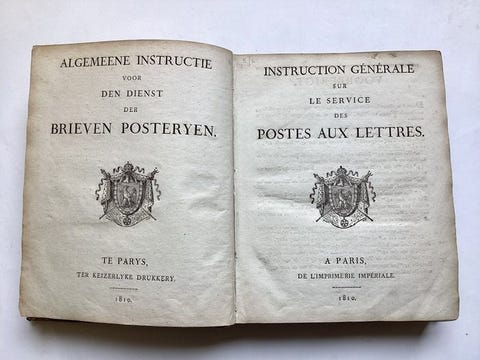 ALGEMEENE INSTRUCTIE
VOOR
DEN DIENST
DER
BRIEVEN POSTERYEN.
TE PARYS,
TER KEIZERLYKE DRUKKERY.
1810.
INSTRUCTION GÉNÉRALE
SUR
LE SERVICE
DES
POSTES AUX LETTRES.
A PARIS,
DE L'IMPRIMERIE IMPÉRIALE.
1810.